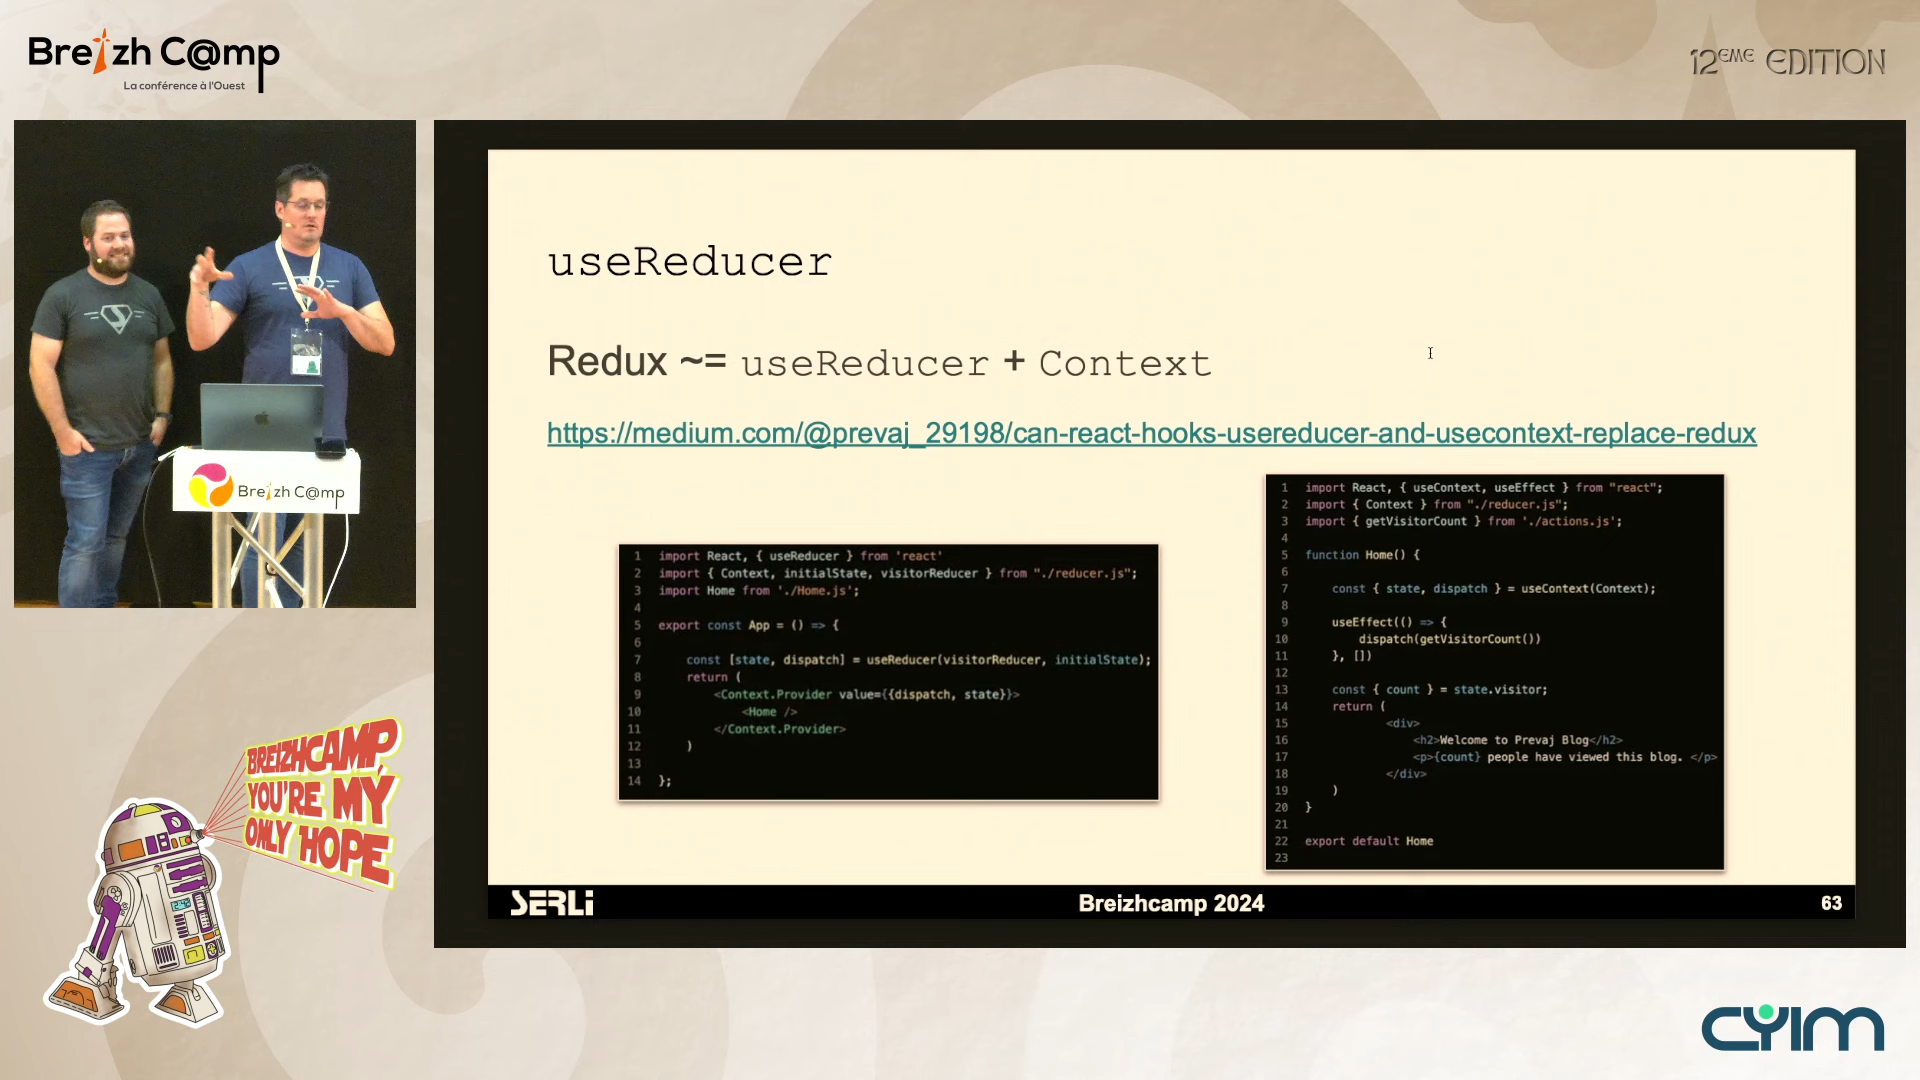 Breizh C@mp
La conférence à l'Ouest
12EME EDITION
useReducer
Redux ~= useReducer + Context
https://medium.com/@prevaj_29198/can-react-hooks-usereducer-and-usecontext-replace-redux
1 import React, { useReducer } from 'react'
2 import { Context, initialState, visitorReducer } from "./reducer.js";
3 import Home from './Home.js';
4
5 export const App = () => {
6
7 const [state, dispatch] = useReducer(visitorReducer, initialState);
8 return (
9 <Context.Provider value={{dispatch, state}}>
10 <Home />
11 </Context.Provider>
12 )
13
14 };
1 import React, { useContext, useEffect } from "react";
2 import { Context } from "./reducer.js";
3 import { getVisitorCount } from './actions.js';
4
5 function Home() {
6
7 const { state, dispatch } = useContext(Context);
8
9 useEffect(() => {
10 dispatch(getVisitorCount())
11 }, [])
12
13 const { count } = state.visitor;
14 return (
15 <div>
16 <h2>Welcome to Prevaj Blog</h2>
17 <p>{count} people have viewed this blog. </p>
18 </div>
19 )
20 }
21
22 export default Home
23
SERLI
Breizhcamp 2024
63
Breizh C@mp
BREIZHCAMP,
YOU'RE MY
ONLY HOPE
CYIM